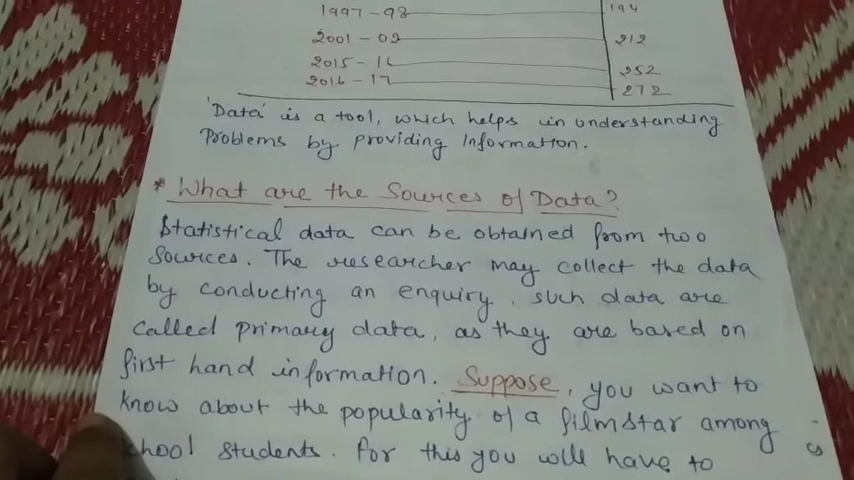 1997-98 194
2001-02 212
2015-16 252
2016-17 272
'Data' is a tool, which helps in understanding
Problems by providing information.
* What are the Sources of Data?
Statistical data can be obtained from two
Sources. The researcher may collect the data
by conducting an enquiry. such data are
called primary data, as they are based on
first hand information. Suppose, you want to
know about the popularity of a filmstar among
school students. For this you will have to